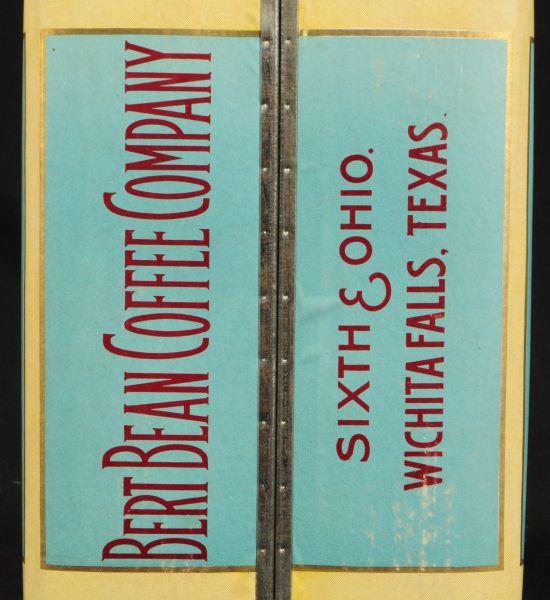 BERT BEAN COFFEE COMPANY
SIXTH & OHIO.
WICHITA FALLS, TEXAS.